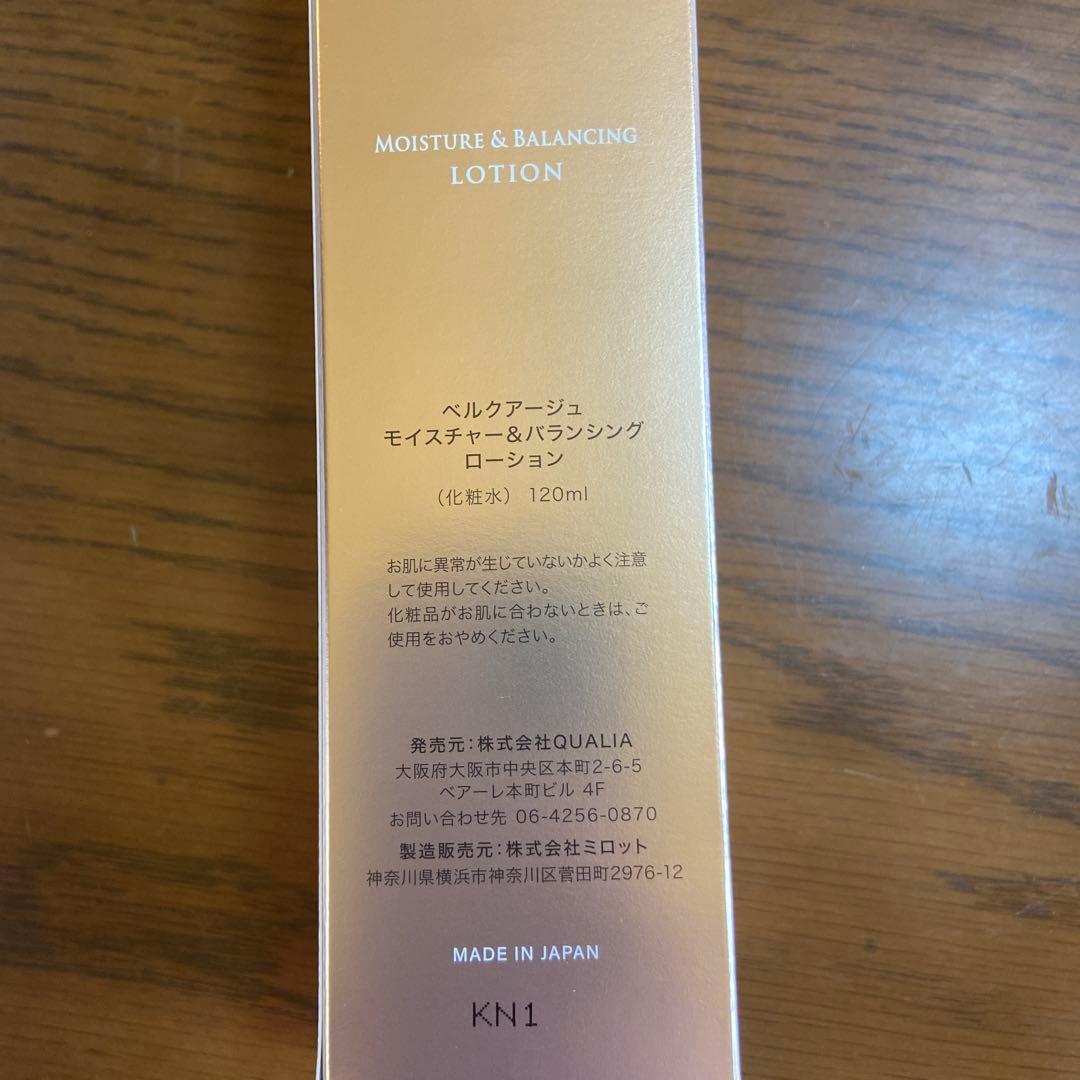 MOISTURE & BALANCING
LOTION
ベルクアージュ
モイスチャー&バランシング
ローション
（化粧水） 120ml
お肌に異常が生じていないかよく注意
して使用してください。
化粧品がお肌に合わないときは、ご
使用をおやめください。
発売元：株式会社QUALIA
大阪府大阪市中央区本町2-6-5
ベアーレ本町ビル 4F
お問い合わせ先 06-4256-0870
製造販売元：株式会社ミロット
神奈川県横浜市神奈川区菅田町2976-12
MADE IN JAPAN
KN1